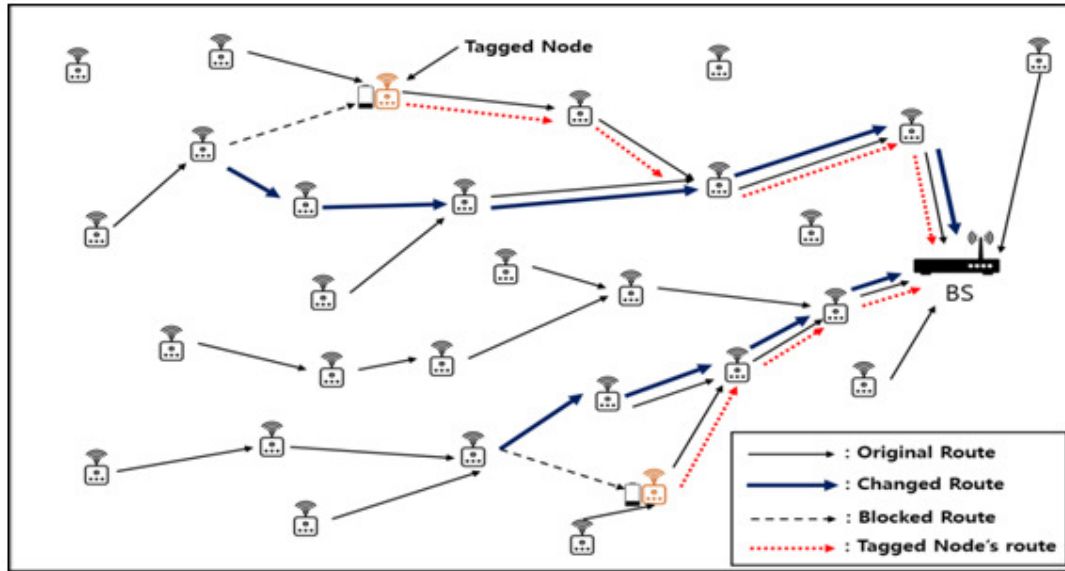 Tagged Node
BS
: Original Route
: Changed Route
: Blocked Route
: Tagged Node's route